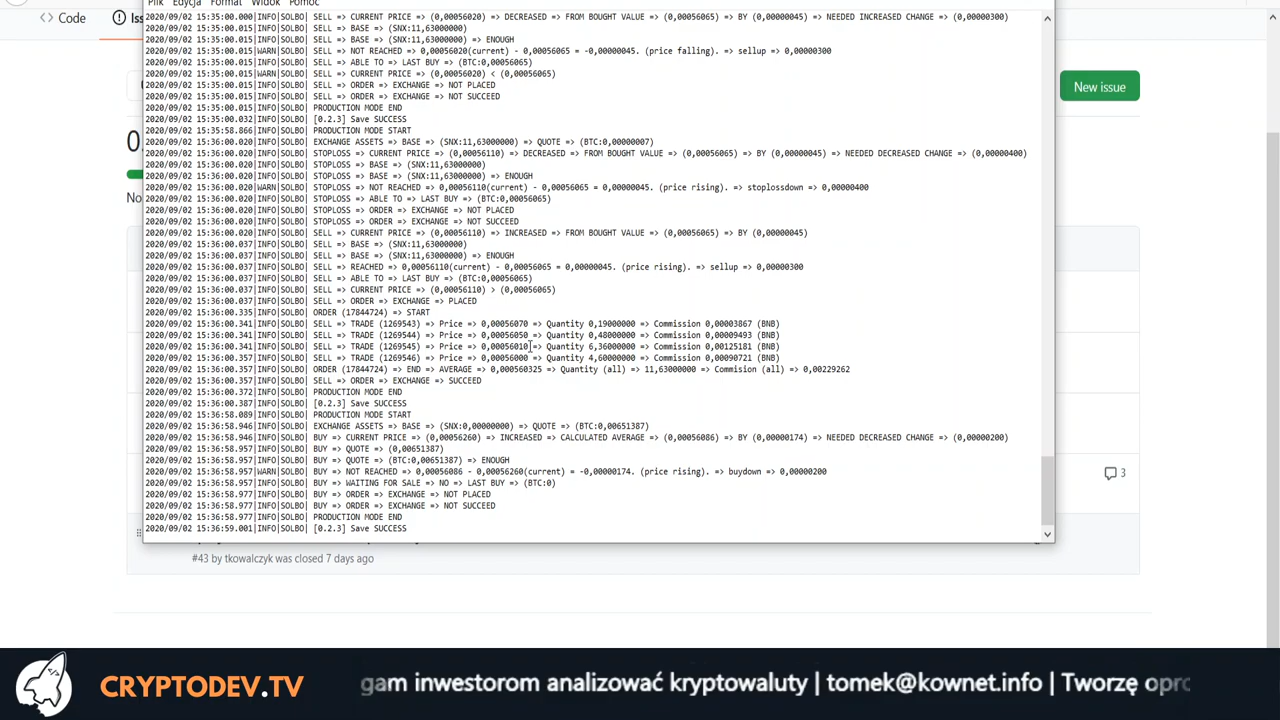 Plik Edycja Format Widok Pomoc
<> Code
Iss
New issue
2020/09/02 15:35:00.000|INFO|SOLBO| SELL => CURRENT PRICE => (0,00056020) => DECREASED => FROM BOUGHT VALUE => (0,00056065) => BY (0,00000045) => NEEDED INCREASED CHANGE => (0,00000300)
2020/09/02 15:35:00.015|INFO|SOLBO| SELL => BASE => (SNX:11,63000000)
2020/09/02 15:35:00.015|INFO|SOLBO| SELL => BASE => (SNX:11,63000000) => ENOUGH
2020/09/02 15:35:00.015|WARN|SOLBO| SELL => NOT REACHED => 0,00056020(current) - 0,00056065 = -0,00000045. (price falling). => sellup => 0,00000300
2020/09/02 15:35:00.015|INFO|SOLBO| SELL => ABLE TO => LAST BUY => (BTC:0,00056065)
2020/09/02 15:35:00.015|WARN|SOLBO| SELL => CURRENT PRICE => (0,00056020) < (0,00056065)
2020/09/02 15:35:00.015|INFO|SOLBO| SELL => ORDER => EXCHANGE => NOT PLACED
2020/09/02 15:35:00.015|INFO|SOLBO| SELL => ORDER => EXCHANGE => NOT SUCCEED
2020/09/02 15:35:00.015|INFO|SOLBO| PRODUCTION MODE END
2020/09/02 15:35:00.032|INFO|SOLBO| [0.2.3] Save SUCCESS
2020/09/02 15:35:58.866|INFO|SOLBO| PRODUCTION MODE START
2020/09/02 15:36:00.020|INFO|SOLBO| EXCHANGE ASSETS => BASE => (SNX:11,63000000) => QUOTE => (BTC:0,00000007)
2020/09/02 15:36:00.020|INFO|SOLBO| STOPLOSS => CURRENT PRICE => (0,00056110) => DECREASED => FROM BOUGHT VALUE => (0,00056065) => BY (0,00000045) => NEEDED DECREASED CHANGE => (0,00000400)
2020/09/02 15:36:00.020|INFO|SOLBO| STOPLOSS => BASE => (SNX:11,63000000)
2020/09/02 15:36:00.020|INFO|SOLBO| STOPLOSS => BASE => (SNX:11,63000000) => ENOUGH
2020/09/02 15:36:00.020|WARN|SOLBO| STOPLOSS => NOT REACHED => 0,00056110(current) - 0,00056065 = 0,00000045. (price rising). => stoplossdown => 0,00000400
2020/09/02 15:36:00.020|INFO|SOLBO| STOPLOSS => ABLE TO => LAST BUY => (BTC:0,00056065)
2020/09/02 15:36:00.020|INFO|SOLBO| STOPLOSS => ORDER => EXCHANGE => NOT PLACED
2020/09/02 15:36:00.020|INFO|SOLBO| STOPLOSS => ORDER => EXCHANGE => NOT SUCCEED
2020/09/02 15:36:00.020|INFO|SOLBO| SELL => CURRENT PRICE => (0,00056110) => INCREASED => FROM BOUGHT VALUE => (0,00056065) => BY (0,00000045)
2020/09/02 15:36:00.037|INFO|SOLBO| SELL => BASE => (SNX:11,63000000)
2020/09/02 15:36:00.037|INFO|SOLBO| SELL => BASE => (SNX:11,63000000) => ENOUGH
2020/09/02 15:36:00.037|INFO|SOLBO| SELL => REACHED => 0,00056110(current) - 0,00056065 = 0,00000045. (price rising). => sellup => 0,00000300
2020/09/02 15:36:00.037|INFO|SOLBO| SELL => ABLE TO => LAST BUY => (BTC:0,00056065)
2020/09/02 15:36:00.037|INFO|SOLBO| SELL => CURRENT PRICE => (0,00056110) > (0,00056065)
2020/09/02 15:36:00.037|INFO|SOLBO| SELL => ORDER => EXCHANGE => PLACED
2020/09/02 15:36:00.335|INFO|SOLBO| ORDER (17844724) => START
2020/09/02 15:36:00.341|INFO|SOLBO| SELL => TRADE (1269543) => Price => 0,00056070 => Quantity 0,19000000 => Commission 0,00003867 (BNB)
2020/09/02 15:36:00.341|INFO|SOLBO| SELL => TRADE (1269544) => Price => 0,00056050 => Quantity 0,48000000 => Commission 0,00009493 (BNB)
2020/09/02 15:36:00.341|INFO|SOLBO| SELL => TRADE (1269545) => Price => 0,00056010 => Quantity 6,36000000 => Commission 0,00125181 (BNB)
2020/09/02 15:36:00.357|INFO|SOLBO| SELL => TRADE (1269546) => Price => 0,00056000 => Quantity 4,60000000 => Commission 0,00090721 (BNB)
2020/09/02 15:36:00.357|INFO|SOLBO| ORDER (17844724) => END => AVERAGE => 0,000560325 => Quantity (all) => 11,63000000 => Commision (all) => 0,00229262
2020/09/02 15:36:00.357|INFO|SOLBO| SELL => ORDER => EXCHANGE => SUCCEED
2020/09/02 15:36:00.372|INFO|SOLBO| PRODUCTION MODE END
2020/09/02 15:36:00.387|INFO|SOLBO| [0.2.3] Save SUCCESS
2020/09/02 15:36:58.089|INFO|SOLBO| PRODUCTION MODE START
2020/09/02 15:36:58.946|INFO|SOLBO| EXCHANGE ASSETS => BASE => (SNX:0,00000000) => QUOTE => (BTC:0,00651387)
2020/09/02 15:36:58.946|INFO|SOLBO| BUY => CURRENT PRICE => (0,00056260) => INCREASED => CALCULATED AVERAGE => (0,00056086) => BY (0,00000174) => NEEDED DECREASED CHANGE => (0,00000200)
2020/09/02 15:36:58.957|INFO|SOLBO| BUY => QUOTE => (0,00651387)
2020/09/02 15:36:58.957|INFO|SOLBO| BUY => QUOTE => (BTC:0,00651387) => ENOUGH
2020/09/02 15:36:58.957|WARN|SOLBO| BUY => NOT REACHED => 0,00056086 - 0,00056260(current) = -0,00000174. (price rising). => buydown => 0,00000200
2020/09/02 15:36:58.957|INFO|SOLBO| BUY => WAITING FOR SALE => NO => LAST BUY => (BTC:0)
2020/09/02 15:36:58.977|INFO|SOLBO| BUY => ORDER => EXCHANGE => NOT PLACED
2020/09/02 15:36:58.977|INFO|SOLBO| BUY => ORDER => EXCHANGE => NOT SUCCEED
2020/09/02 15:36:58.977|INFO|SOLBO| PRODUCTION MODE END
2020/09/02 15:36:59.001|INFO|SOLBO| [0.2.3] Save SUCCESS
0
No
3
#43 by tkowalczyk was closed 7 days ago
CRYPTODEV.TV
gam inwestorom analizować kryptowaluty | tomek@kownet.info | Tworzę opro